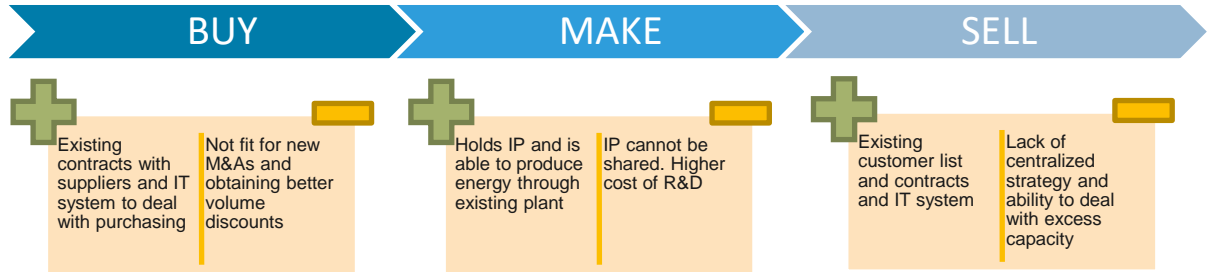 BUY
MAKE
SELL
Existing
contracts with
suppliers and IT
system to deal
with purchasing
Not fit for new
M&As and
obtaining better
volume
discounts
Holds IP and is
able to produce
energy through
existing plant
IP cannot be
shared. Higher
cost of R&D
Existing
customer list
and contracts
and IT system
Lack of
centralized
strategy and
ability to deal
with excess
capacity